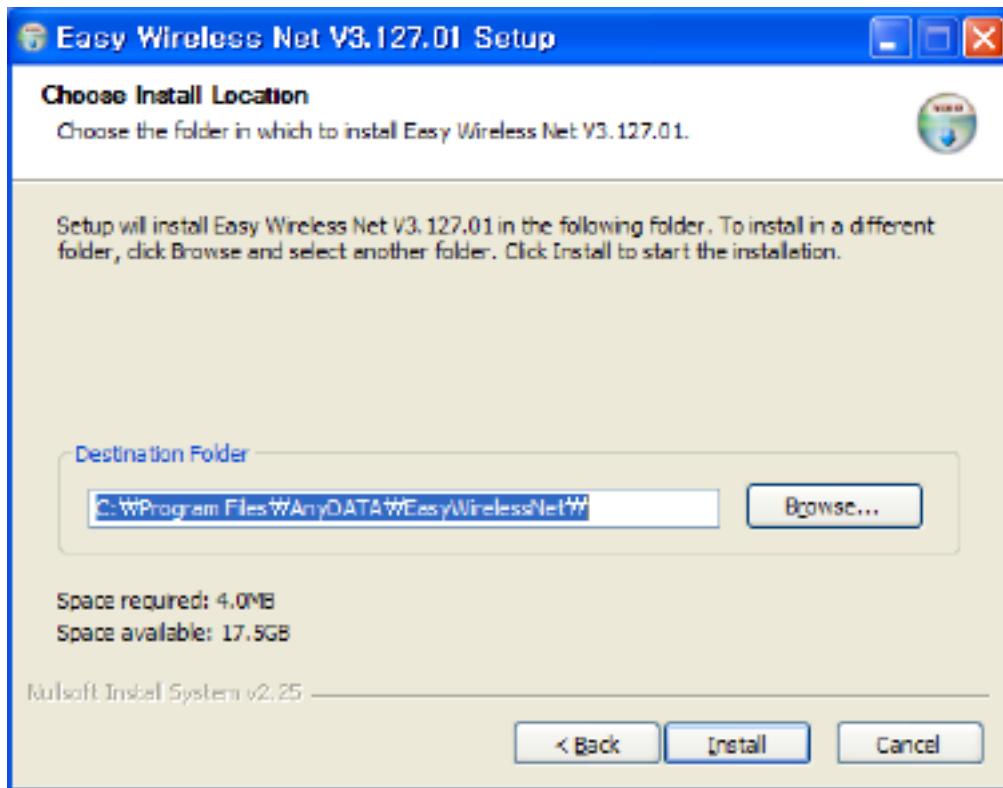 Easy Wireless Net V3.127.01 Setup
Choose Install Location
Choose the folder in which to install Easy Wireless Net V3.127.01.
Setup will install Easy Wireless Net V3.127.01 in the following folder. To install in a different
folder, click Browse and select another folder. Click Install to start the installation.
Destination Folder
C:₩Program Files₩AnyDATA₩EasyWirelessNet₩
Browse...
Space required: 4.0MB
Space available: 17.5GB
Nullsoft Install System v2.25
< Back
Install
Cancel